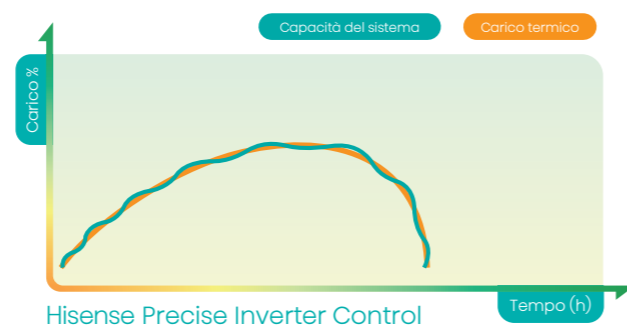 Capacità del sistema
Carico termico
Carico %
Tempo (h)
Hisense Precise Inverter Control